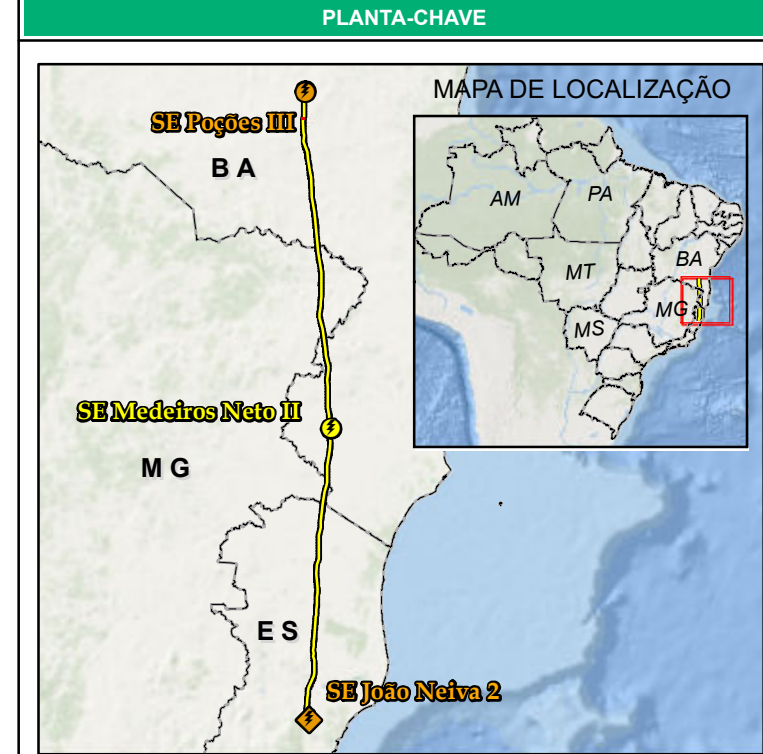 PLANTA-CHAVE
MAPA DE LOCALIZAÇÃO
SE Poções III
B A
AM
PA
BA
MT
MG
MS
SE Medeiros Neto II
M G
E S
SE João Neiva 2